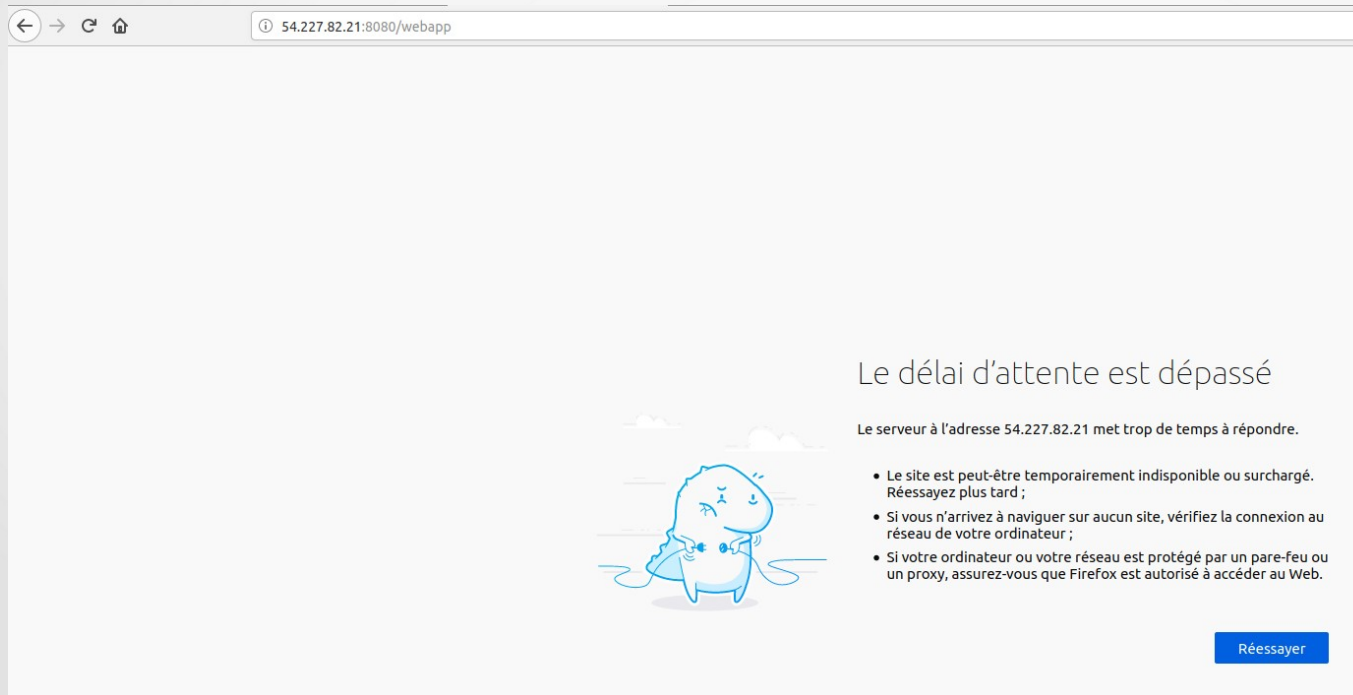 54.227.82.21:8080/webapp
Le délai d’attente est dépassé
Le serveur à l’adresse 54.227.82.21 met trop de temps à répondre.
• Le site est peut-être temporairement indisponible ou surchargé.
Réessayez plus tard ;
• Si vous n’arrivez à naviguer sur aucun site, vérifiez la connexion au
réseau de votre ordinateur ;
• Si votre ordinateur ou votre réseau est protégé par un pare-feu ou
un proxy, assurez-vous que Firefox est autorisé à accéder au Web.
Réessayer